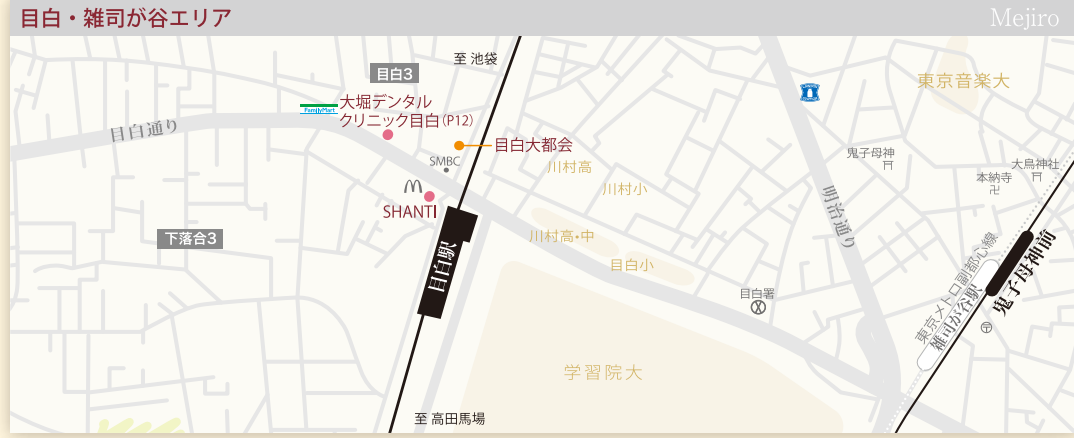 目白・雑司が谷エリア
Mejiro
至 池袋
目白3
FamilyMart
大堀デンタル
クリニック目白(P12)
目白通り
目白大都会
SMBC
SHANTI
下落合3
目白駅
川村高
川村小
川村高・中
目白小
目白署
学習院大
至 高田馬場
明治通り
東京音楽大
鬼子母神
大鳥神社
本納寺
東京メトロ副都心線
雑司が谷駅
鬼子母神前